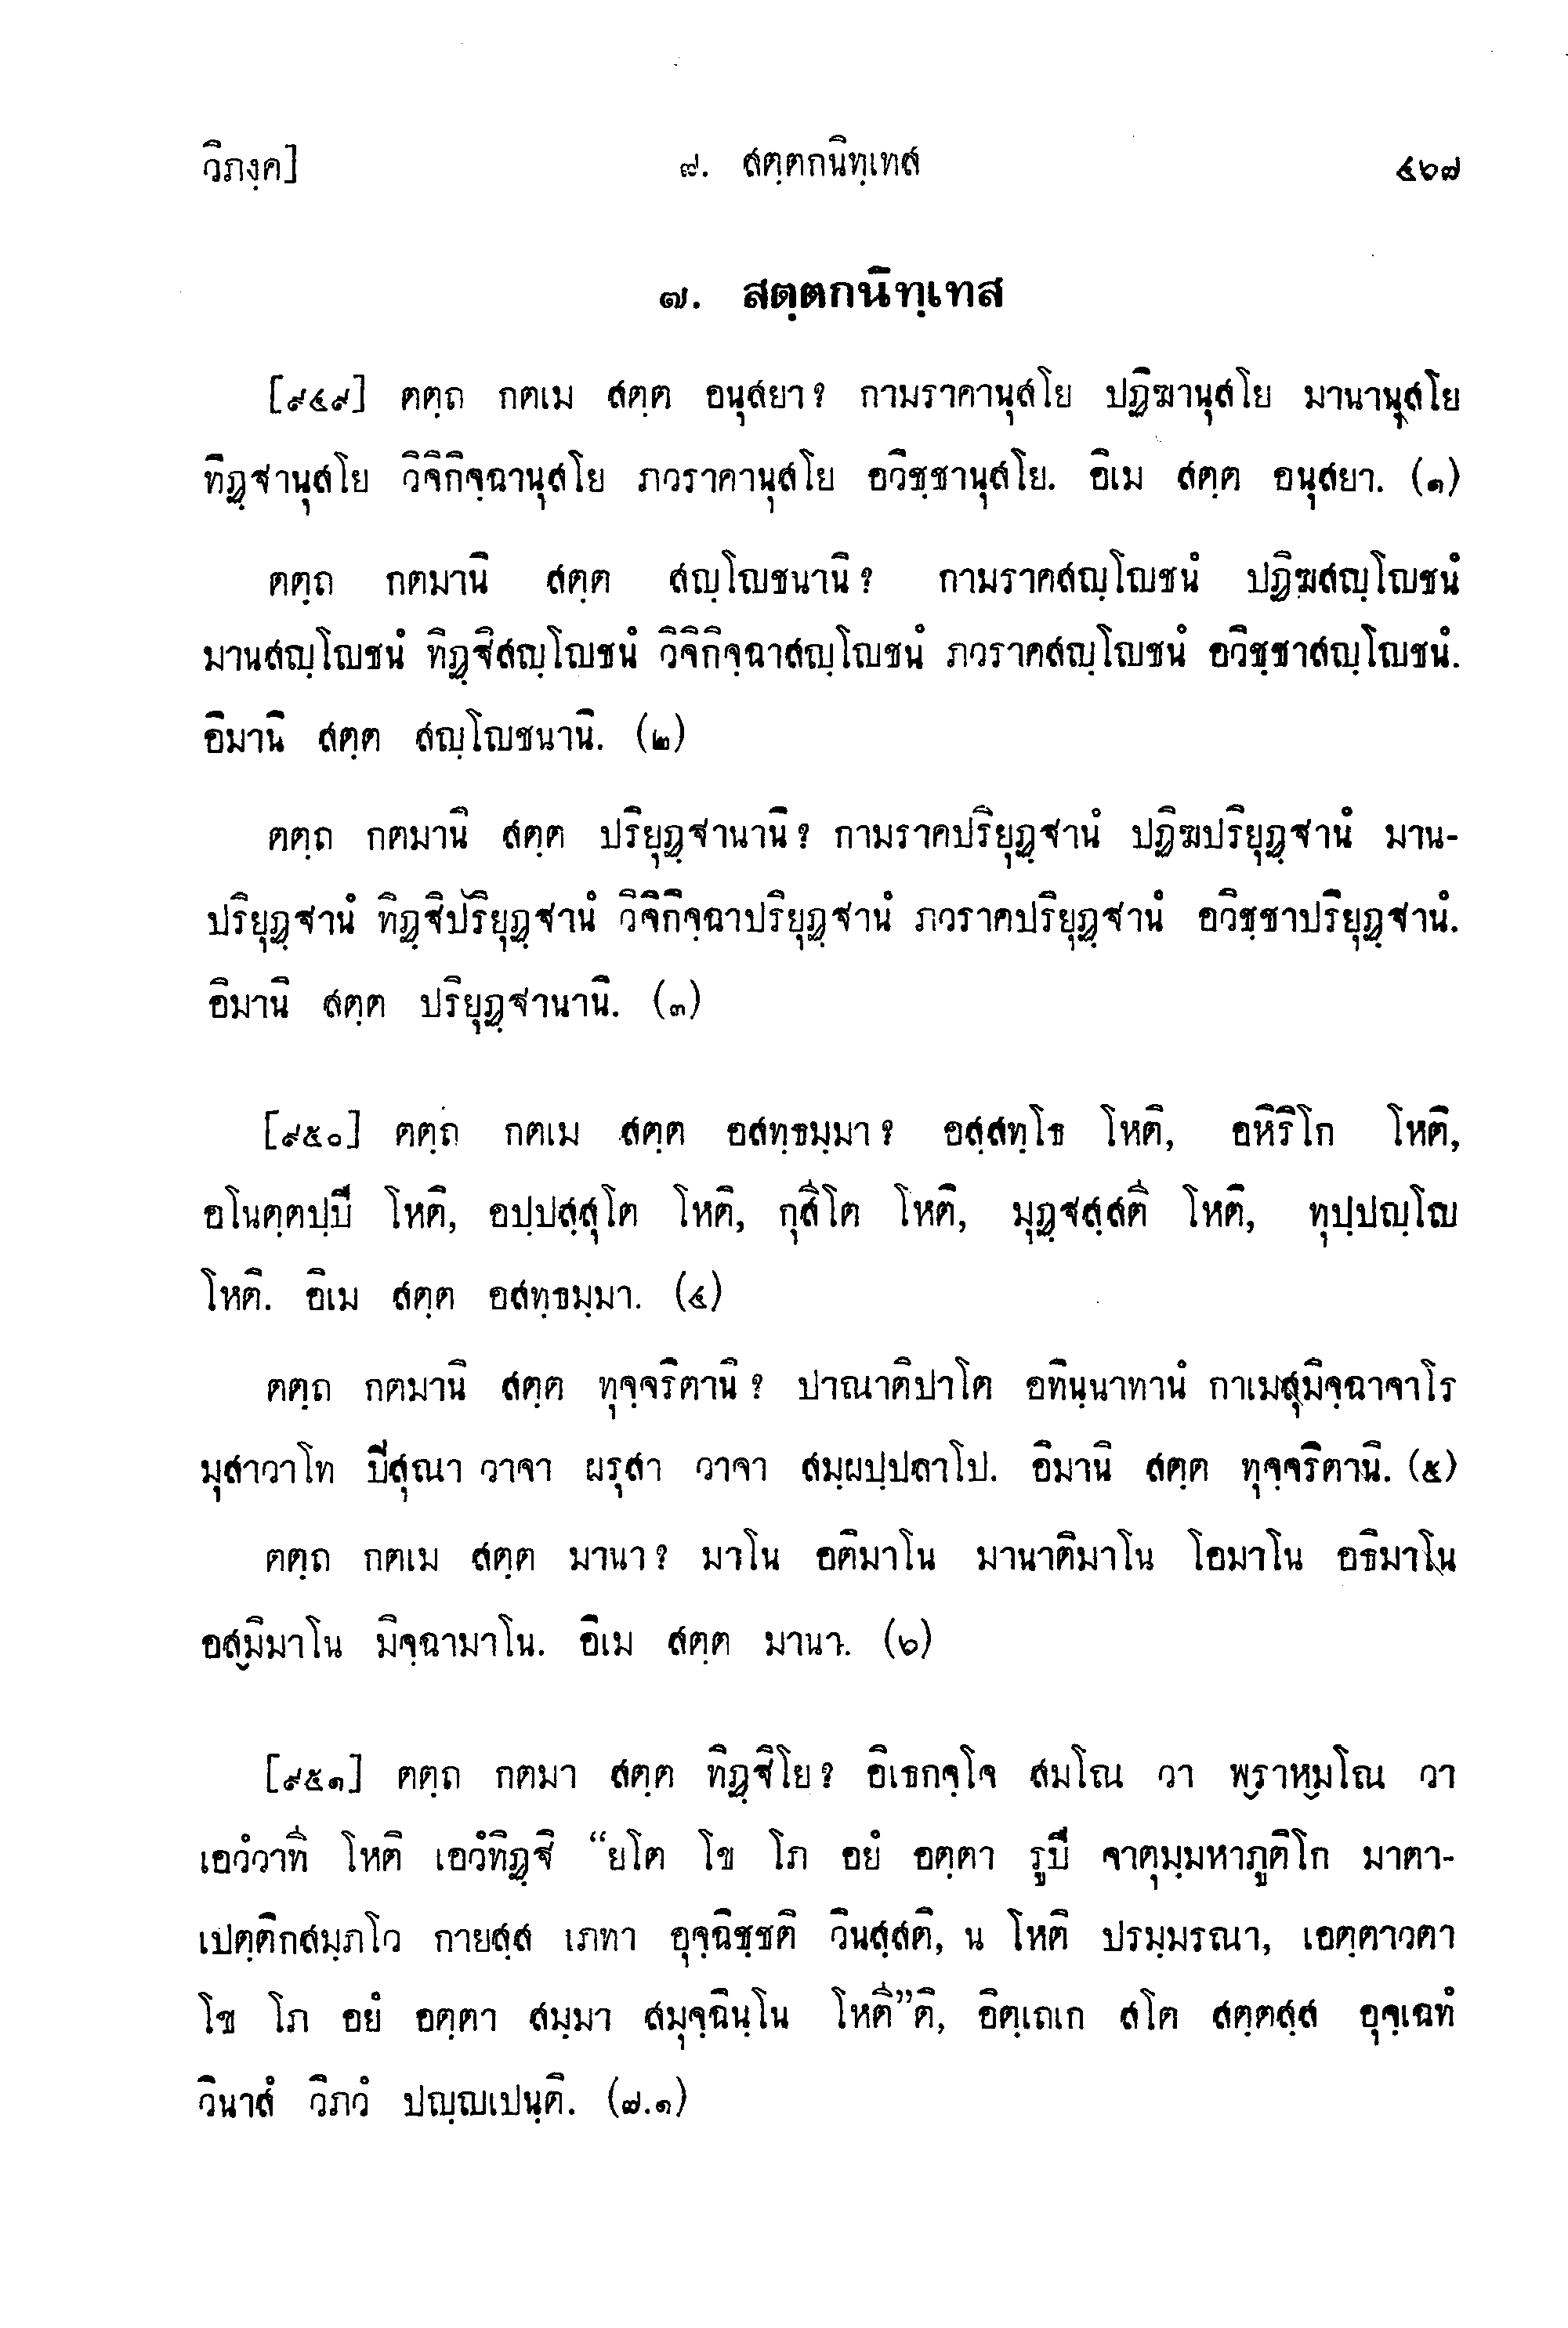 วิภงฺค]
๙. สตฺตกนิทฺเทส
๔๖๗
๗. สตฺตกนิทฺเทส
[๙๔๙] ตตฺถ กตเม สตฺต อนุสยา? กามราคานุสโย ปฏิฆานุสโย มานานุสโย
ทิฏฺฐานุสโย วิจิกิจฺฉานุสโย ภวราคานุสโย อวิชฺชานุสโย. อิเม สตฺต อนุสยา. (๑)
ตตฺถ กตมานิ สตฺต สญฺโญชนานิ? กามราคสญฺโญชนํ ปฏิฆสญฺโญชนํ
มานสญฺโญชนํ ทิฏฺฐิสญฺโญชนํ วิจิกิจฺฉาสญฺโญชนํ ภวราคสญฺโญชนํ อวิชฺชาสญฺโญชนํ.
อิมานิ สตฺต สญฺโญชนานิ. (๒)
ตตฺถ กตมานิ สตฺต ปริยุฏฺฐานานิ? กามราคปริยุฏฺฐานํ ปฏิฆปริยุฏฺฐานํ มาน-
ปริยุฏฺฐานํ ทิฏฺฐิปริยุฏฺฐานํ วิจิกิจฺฉาปริยุฏฺฐานํ ภวราคปริยุฏฺฐานํ อวิชฺชาปริยุฏฺฐานํ.
อิมานิ สตฺต ปริยุฏฺฐานานิ. (๓)
[๙๕๐] ตตฺถ กตเม สตฺต อสทฺธมฺมา? อสฺสทฺโธ โหติ, อหิริโก โหติ,
อโนตฺตปฺปี โหติ, อปฺปสฺสุโต โหติ, กุสีโต โหติ, มุฏฺฐสฺสติ โหติ, ทุปฺปญฺโญ
โหติ. อิเม สตฺต อสทฺธมฺมา. (๔)
ตตฺถ กตมานิ สตฺต ทุจฺจริตานิ? ปาณาติปาโต อทินฺนาทานํ กาเมสุมิจฺฉาจาโร
มุสาวาโท ปิสุณา วาจา ผรุสา วาจา สมฺผปฺปลาโป. อิมานิ สตฺต ทุจฺจริตานิ. (๕)
ตตฺถ กตเม สตฺต มานา? มาโน อติมาโน มานาติมาโน โอมาโน อธิมาโน
อสฺมิมาโน มิจฺฉามาโน. อิเม สตฺต มานา. (๖)
[๙๕๑] ตตฺถ กตมา สตฺต ทิฏฺฐิโย? อิเธกจฺโจ สมโณ วา พฺราหฺมโณ วา
เอวํวาที โหติ เอวํทิฏฺฐิ “ยโต โข โภ อยํ อตฺตา รูปี จาตุมฺมหาภูติโก มาตา-
เปตฺติกสมฺภโว กายสฺส เภทา อุจฺฉิชฺชติ วินสฺสติ, น โหติ ปรมฺมรณา, เอตฺตาวตา
โข โภ อยํ อตฺตา สมฺมา สมุจฺฉินฺโน โหตี”ติ, อิตฺเถเก สโต สตฺตสฺส อุจฺเฉทํ
วินาสํ วิภวํ ปญฺญเปนฺติ. (๗.๑)